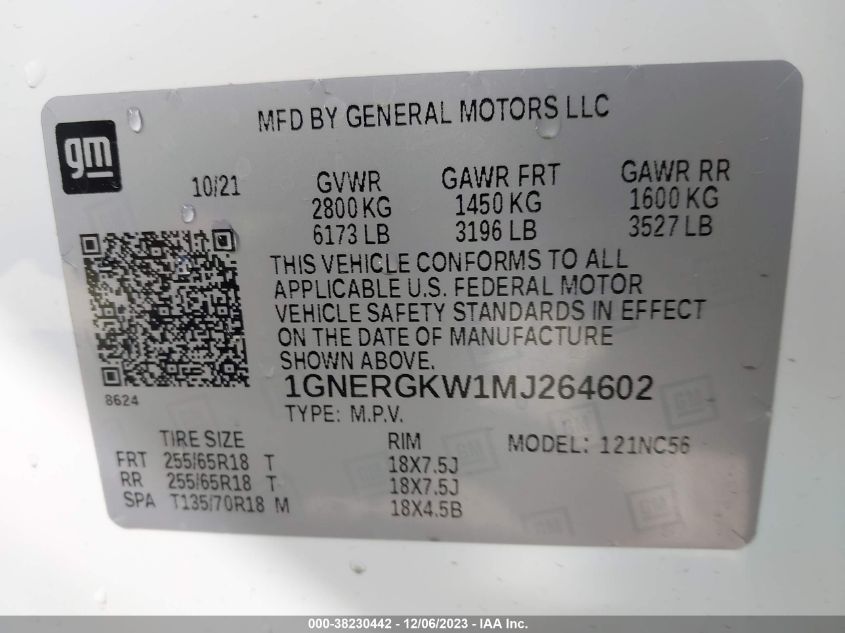 MFD BY GENERAL MOTORS LLC
gm
10/21 GVWR GAWR FRT GAWR RR
2800 KG 1450 KG 1600 KG
6173 LB 3196 LB 3527 LB
THIS VEHICLE CONFORMS TO ALL
APPLICABLE U.S. FEDERAL MOTOR
VEHICLE SAFETY STANDARDS IN EFFECT
ON THE DATE OF MANUFACTURE
SHOWN ABOVE.
8624
1GNERGKW1MJ264602
TYPE: M.P.V.
TIRE SIZE RIM MODEL: 121NC56
FRT 255/65R18 T 18X7.5J
RR 255/65R18 T 18X7.5J
SPA T135/70R18 M 18X4.5B
000-38230442 - 12/06/2023 - IAA Inc.